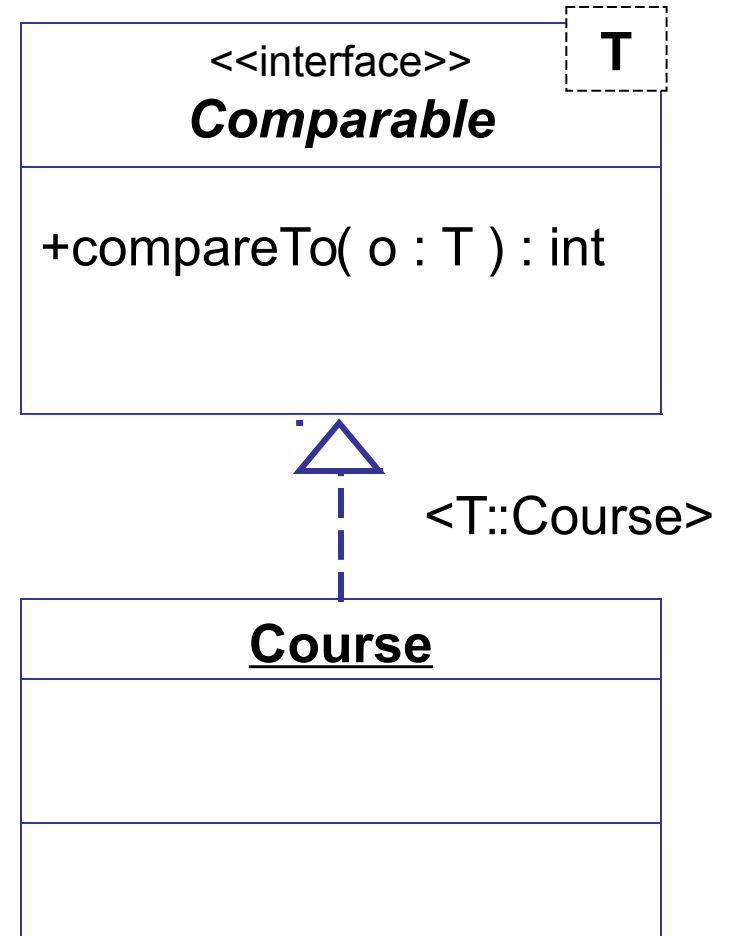 T
<<interface>>
Comparable
+compareTo( o : T ) : int
<T::Course>
Course